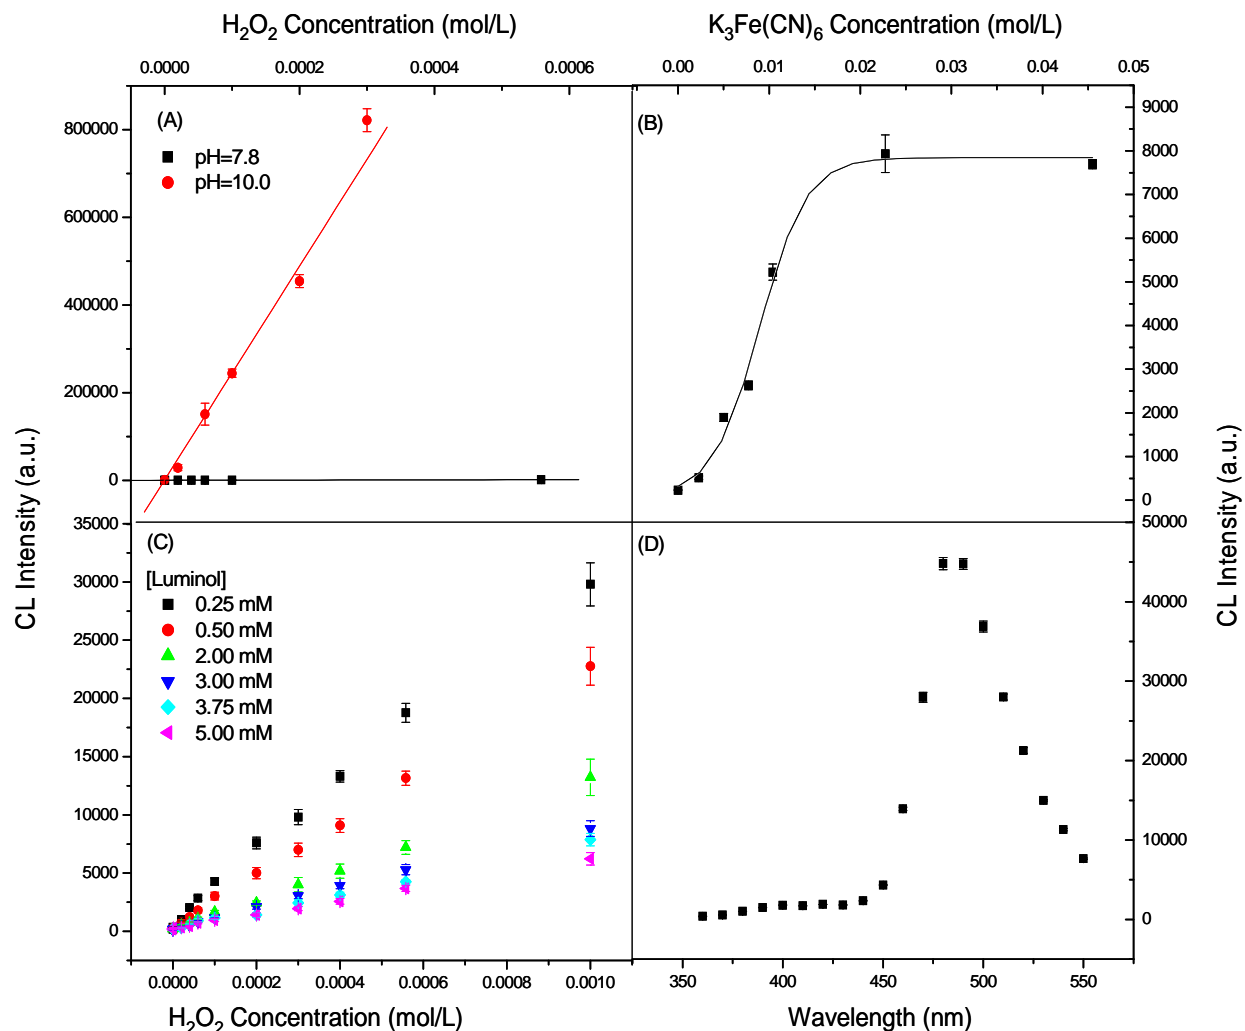 H₂O₂ Concentration (mol/L)
K₃Fe(CN)₆ Concentration (mol/L)
0.0000 0.0002 0.0004 0.0006
0.00 0.01 0.02 0.03 0.04 0.05
(A)
pH=7.8
pH=10.0
800000
600000
400000
200000
0
(B)
9000
8000
7000
6000
5000
4000
3000
2000
1000
0
CL Intensity (a.u.)
CL Intensity (a.u.)
(C)
[Luminol]
0.25 mM
0.50 mM
2.00 mM
3.00 mM
3.75 mM
5.00 mM
35000
30000
25000
20000
15000
10000
5000
0
(D)
50000
40000
30000
20000
10000
0
0.0000 0.0002 0.0004 0.0006 0.0008 0.0010
350 400 450 500 550
H₂O₂ Concentration (mol/L)
Wavelength (nm)